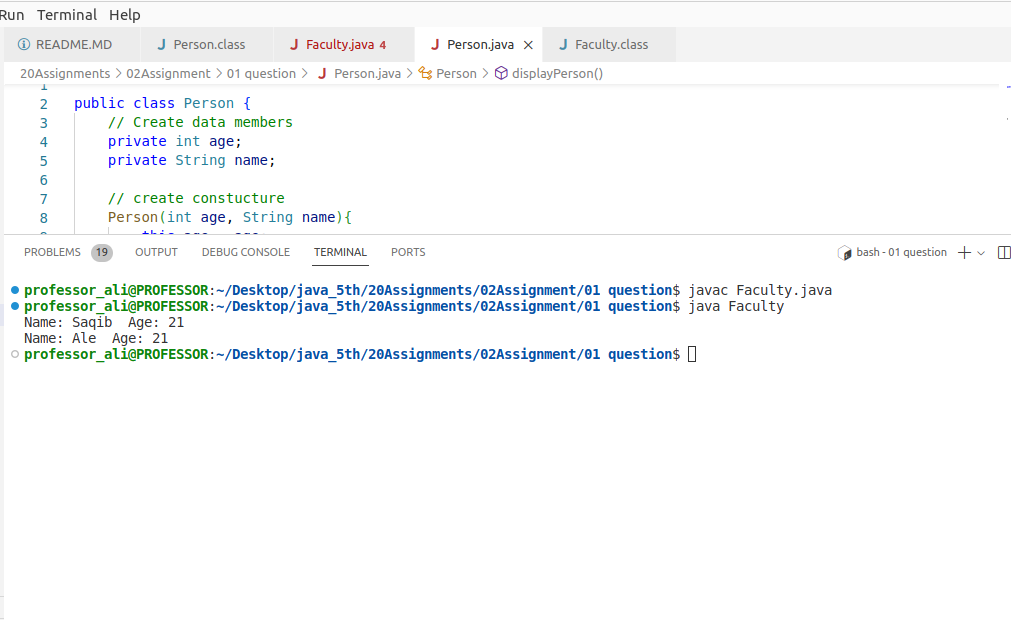 Run Terminal Help
README.MD Person.class Faculty.java 4 Person.java Faculty.class
20Assignments > 02Assignment > 01 question > Person.java > Person > displayPerson()
1
2 public class Person {
3 // Create data members
4 private int age;
5 private String name;
6
7 // create constucture
8 Person(int age, String name){
PROBLEMS 19 OUTPUT DEBUG CONSOLE TERMINAL PORTS bash - 01 question
professor_ali@PROFESSOR:~/Desktop/java_5th/20Assignments/02Assignment/01 question$ javac Faculty.java
professor_ali@PROFESSOR:~/Desktop/java_5th/20Assignments/02Assignment/01 question$ java Faculty
Name: Saqib  Age: 21
Name: Ale  Age: 21
professor_ali@PROFESSOR:~/Desktop/java_5th/20Assignments/02Assignment/01 question$